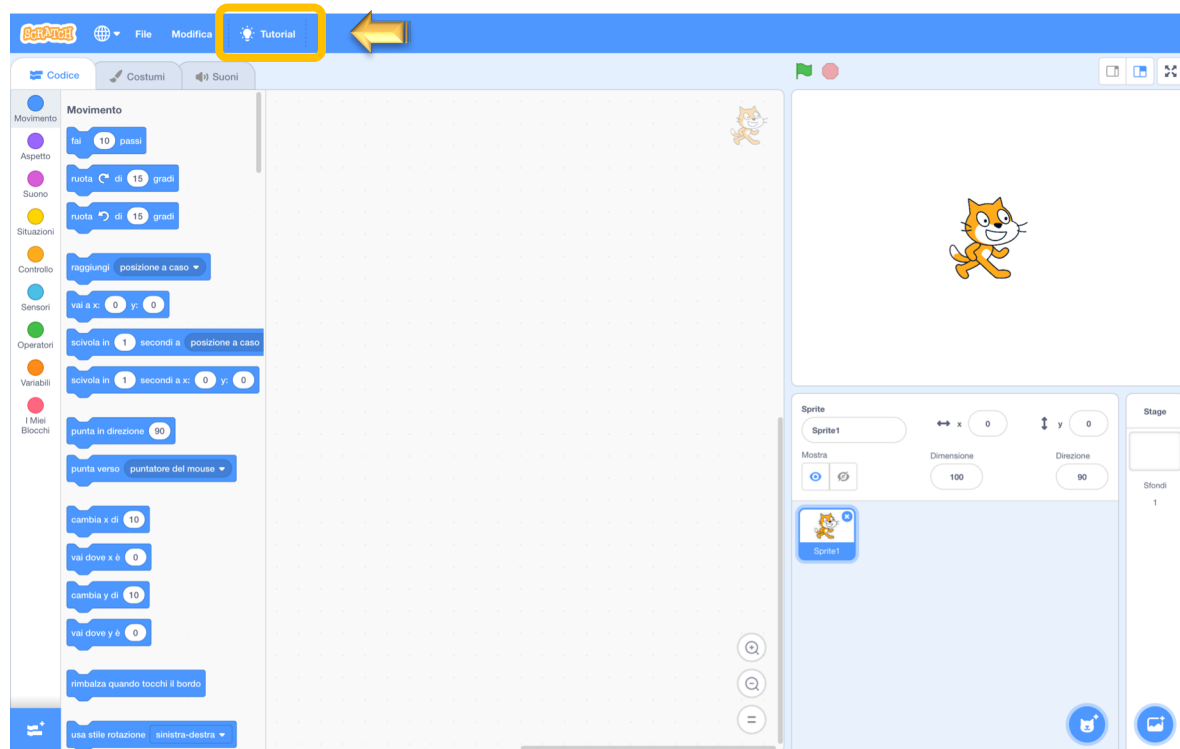 SCRATCH File Modifica Tutorial
Codice Costumi Suoni
Movimento
Aspetto
Suono
Situazioni
Controllo
Sensori
Operatori
Variabili
I Miei
Blocchi
Movimento
fai 10 passi
ruota di 15 gradi
ruota di 15 gradi
raggiungi posizione a caso
vai a x: 0 y: 0
scivola in 1 secondi a posizione a caso
scivola in 1 secondi a x: 0 y: 0
punta in direzione 90
punta verso puntatore del mouse
cambia x di 10
vai dove x è 0
cambia y di 10
vai dove y è 0
rimbalza quando tocchi il bordo
usa stile rotazione sinistra-destra
Sprite
Sprite1 x 0 y 0
Mostra Dimensione Direzione
100 90
Sprite1
Stage
Sfondi
1